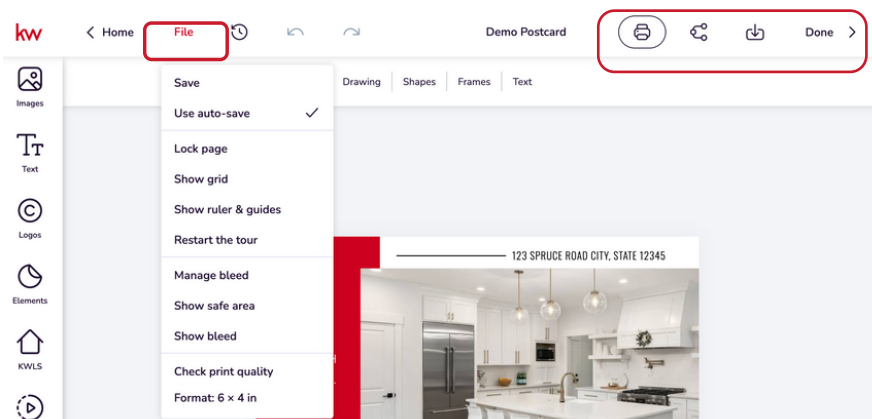 kw
Home
File
Demo Postcard
Done
Images
Text
Logos
Elements
KWLS
Drawing
Shapes
Frames
Text
Save
Use auto-save
Lock page
Show grid
Show ruler & guides
Restart the tour
Manage bleed
Show safe area
Show bleed
Check print quality
Format: 6 × 4 in
123 SPRUCE ROAD CITY, STATE 12345